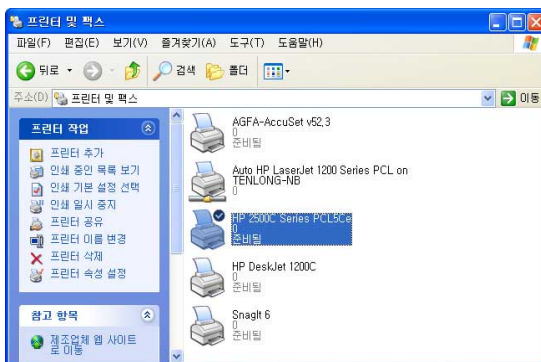 프린터 및 팩스
파일(F) 편집(E) 보기(V) 즐겨찾기(A) 도구(T) 도움말(H)
뒤로 검색 폴더
주소(D) 프린터 및 팩스 이동
프린터 작업
프린터 추가
인쇄 중인 목록 보기
인쇄 기본 설정 선택
인쇄 일시 중지
프린터 공유
프린터 이름 변경
프린터 삭제
프린터 속성 설정
참고 항목
제조업체 웹 사이트
로 이동
AGFA-AccuSet v52.3
0
준비됨
Auto HP LaserJet 1200 Series PCL on
TENLONG-NB
0
HP 2500C Series PCL5Ce
0
준비됨
HP DeskJet 1200C
0
준비됨
SnagIt 6
0
준비됨